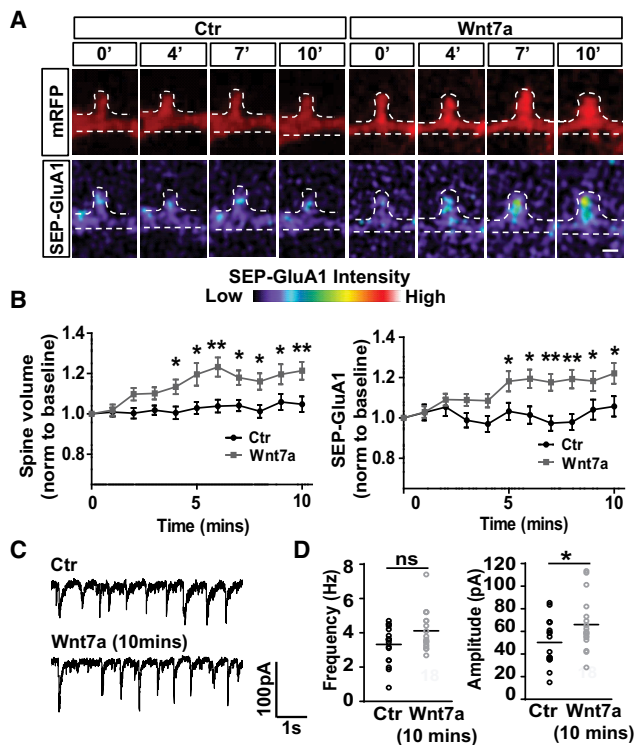 A
Ctr Wnt7a
0’ 4’ 7’ 10’ 0’ 4’ 7’ 10’
mRFP
SEP-GluA1
SEP-GluA1 Intensity
Low High
B
Spine volume
(norm to baseline)
1.4
1.2
1.0
0.8
* * ** * * * **
Ctr
Wnt7a
0 5 10
Time (mins)
SEP-GluA1
(norm to baseline)
1.4
1.2
1.0
0.8
* * ** ** * *
Ctr
Wnt7a
0 5 10
Time (mins)
C
Ctr
Wnt7a (10mins)
100pA
1s
D
Frequency (Hz)
8
6
4
2
0
ns
18
Ctr Wnt7a
(10 mins)
Amplitude (pA)
120
100
80
60
40
20
0
*
18
Ctr Wnt7a
(10 mins)